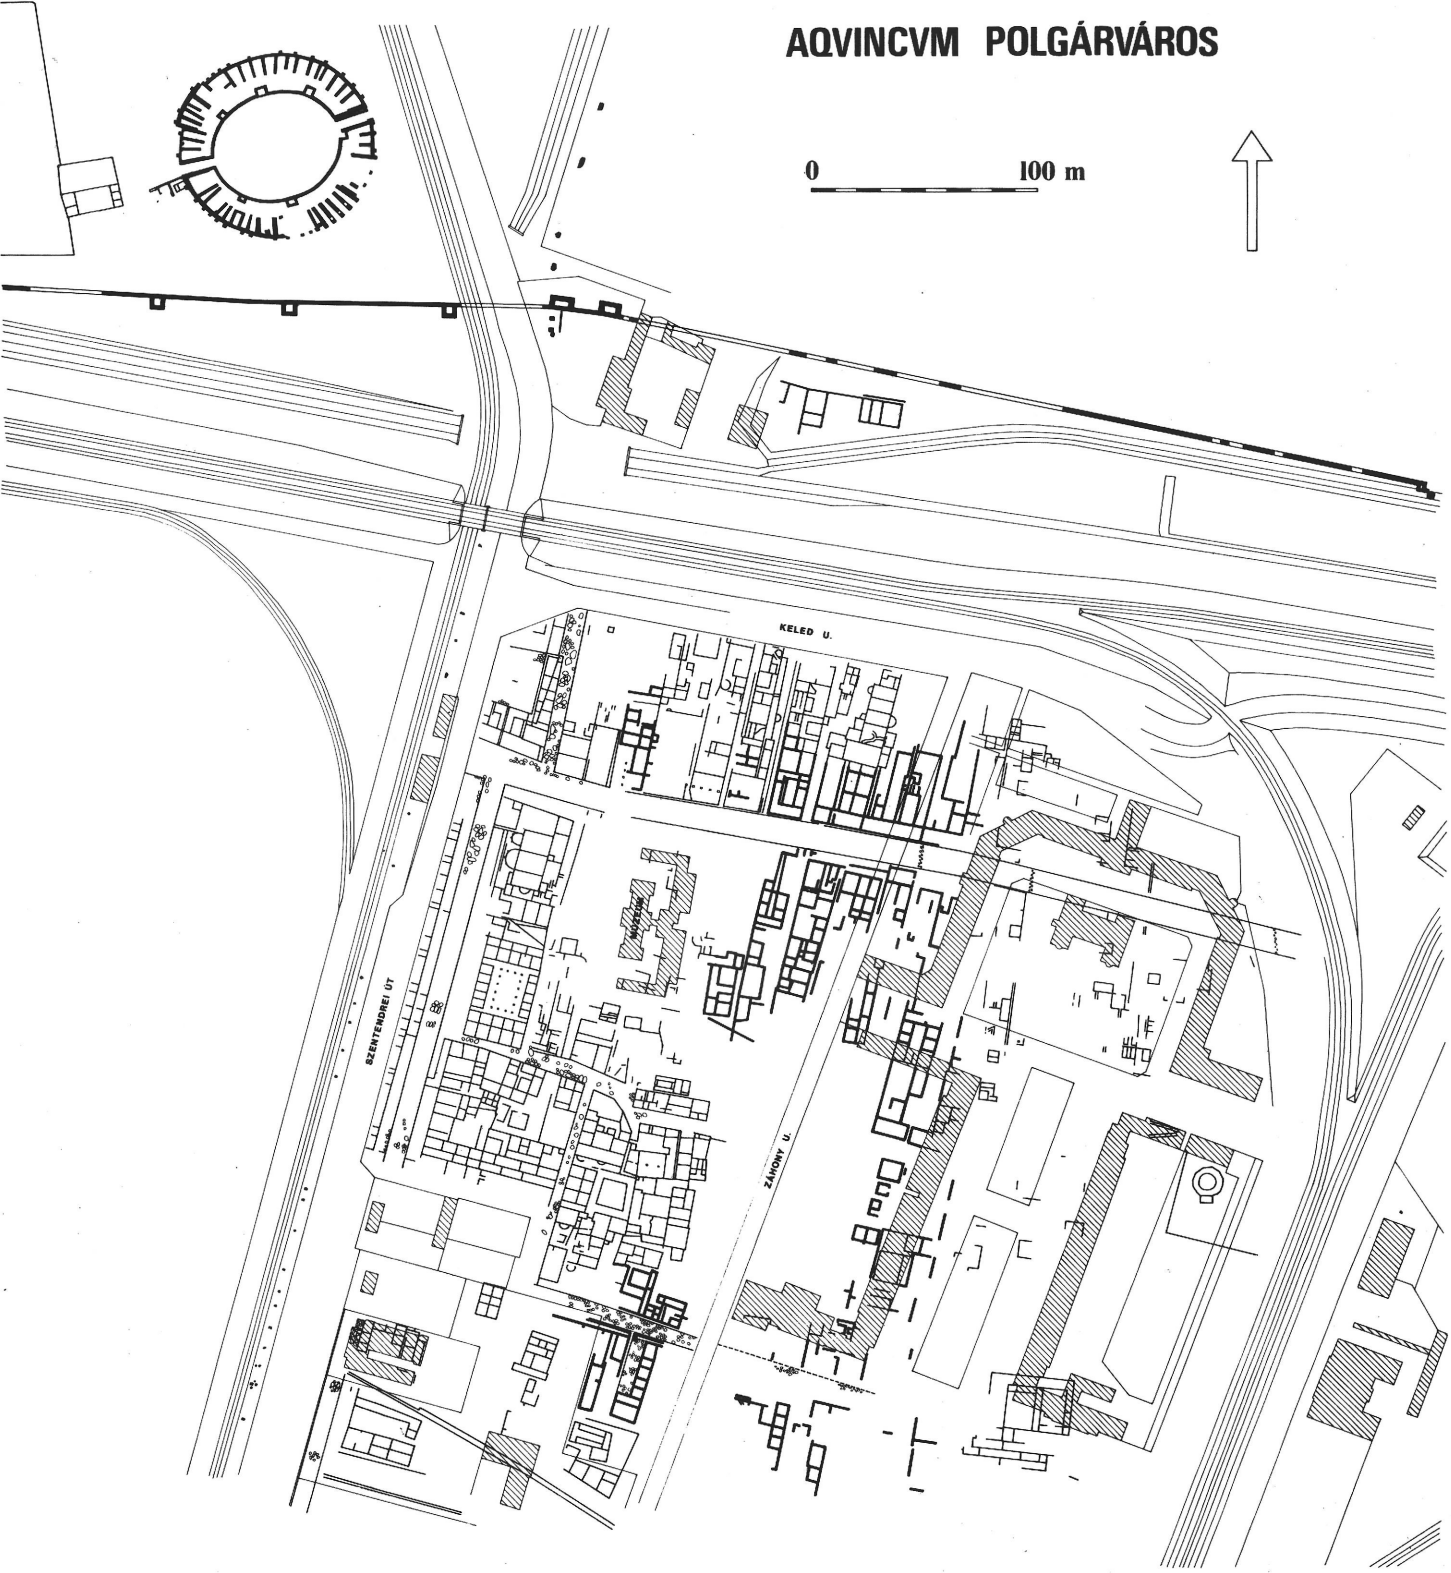 AQVINCVM POLGÁRVÁROS
0 100 m
KELED U.
MÚZEUM
SZENTENDREI ÚT
ZÁHONY U.